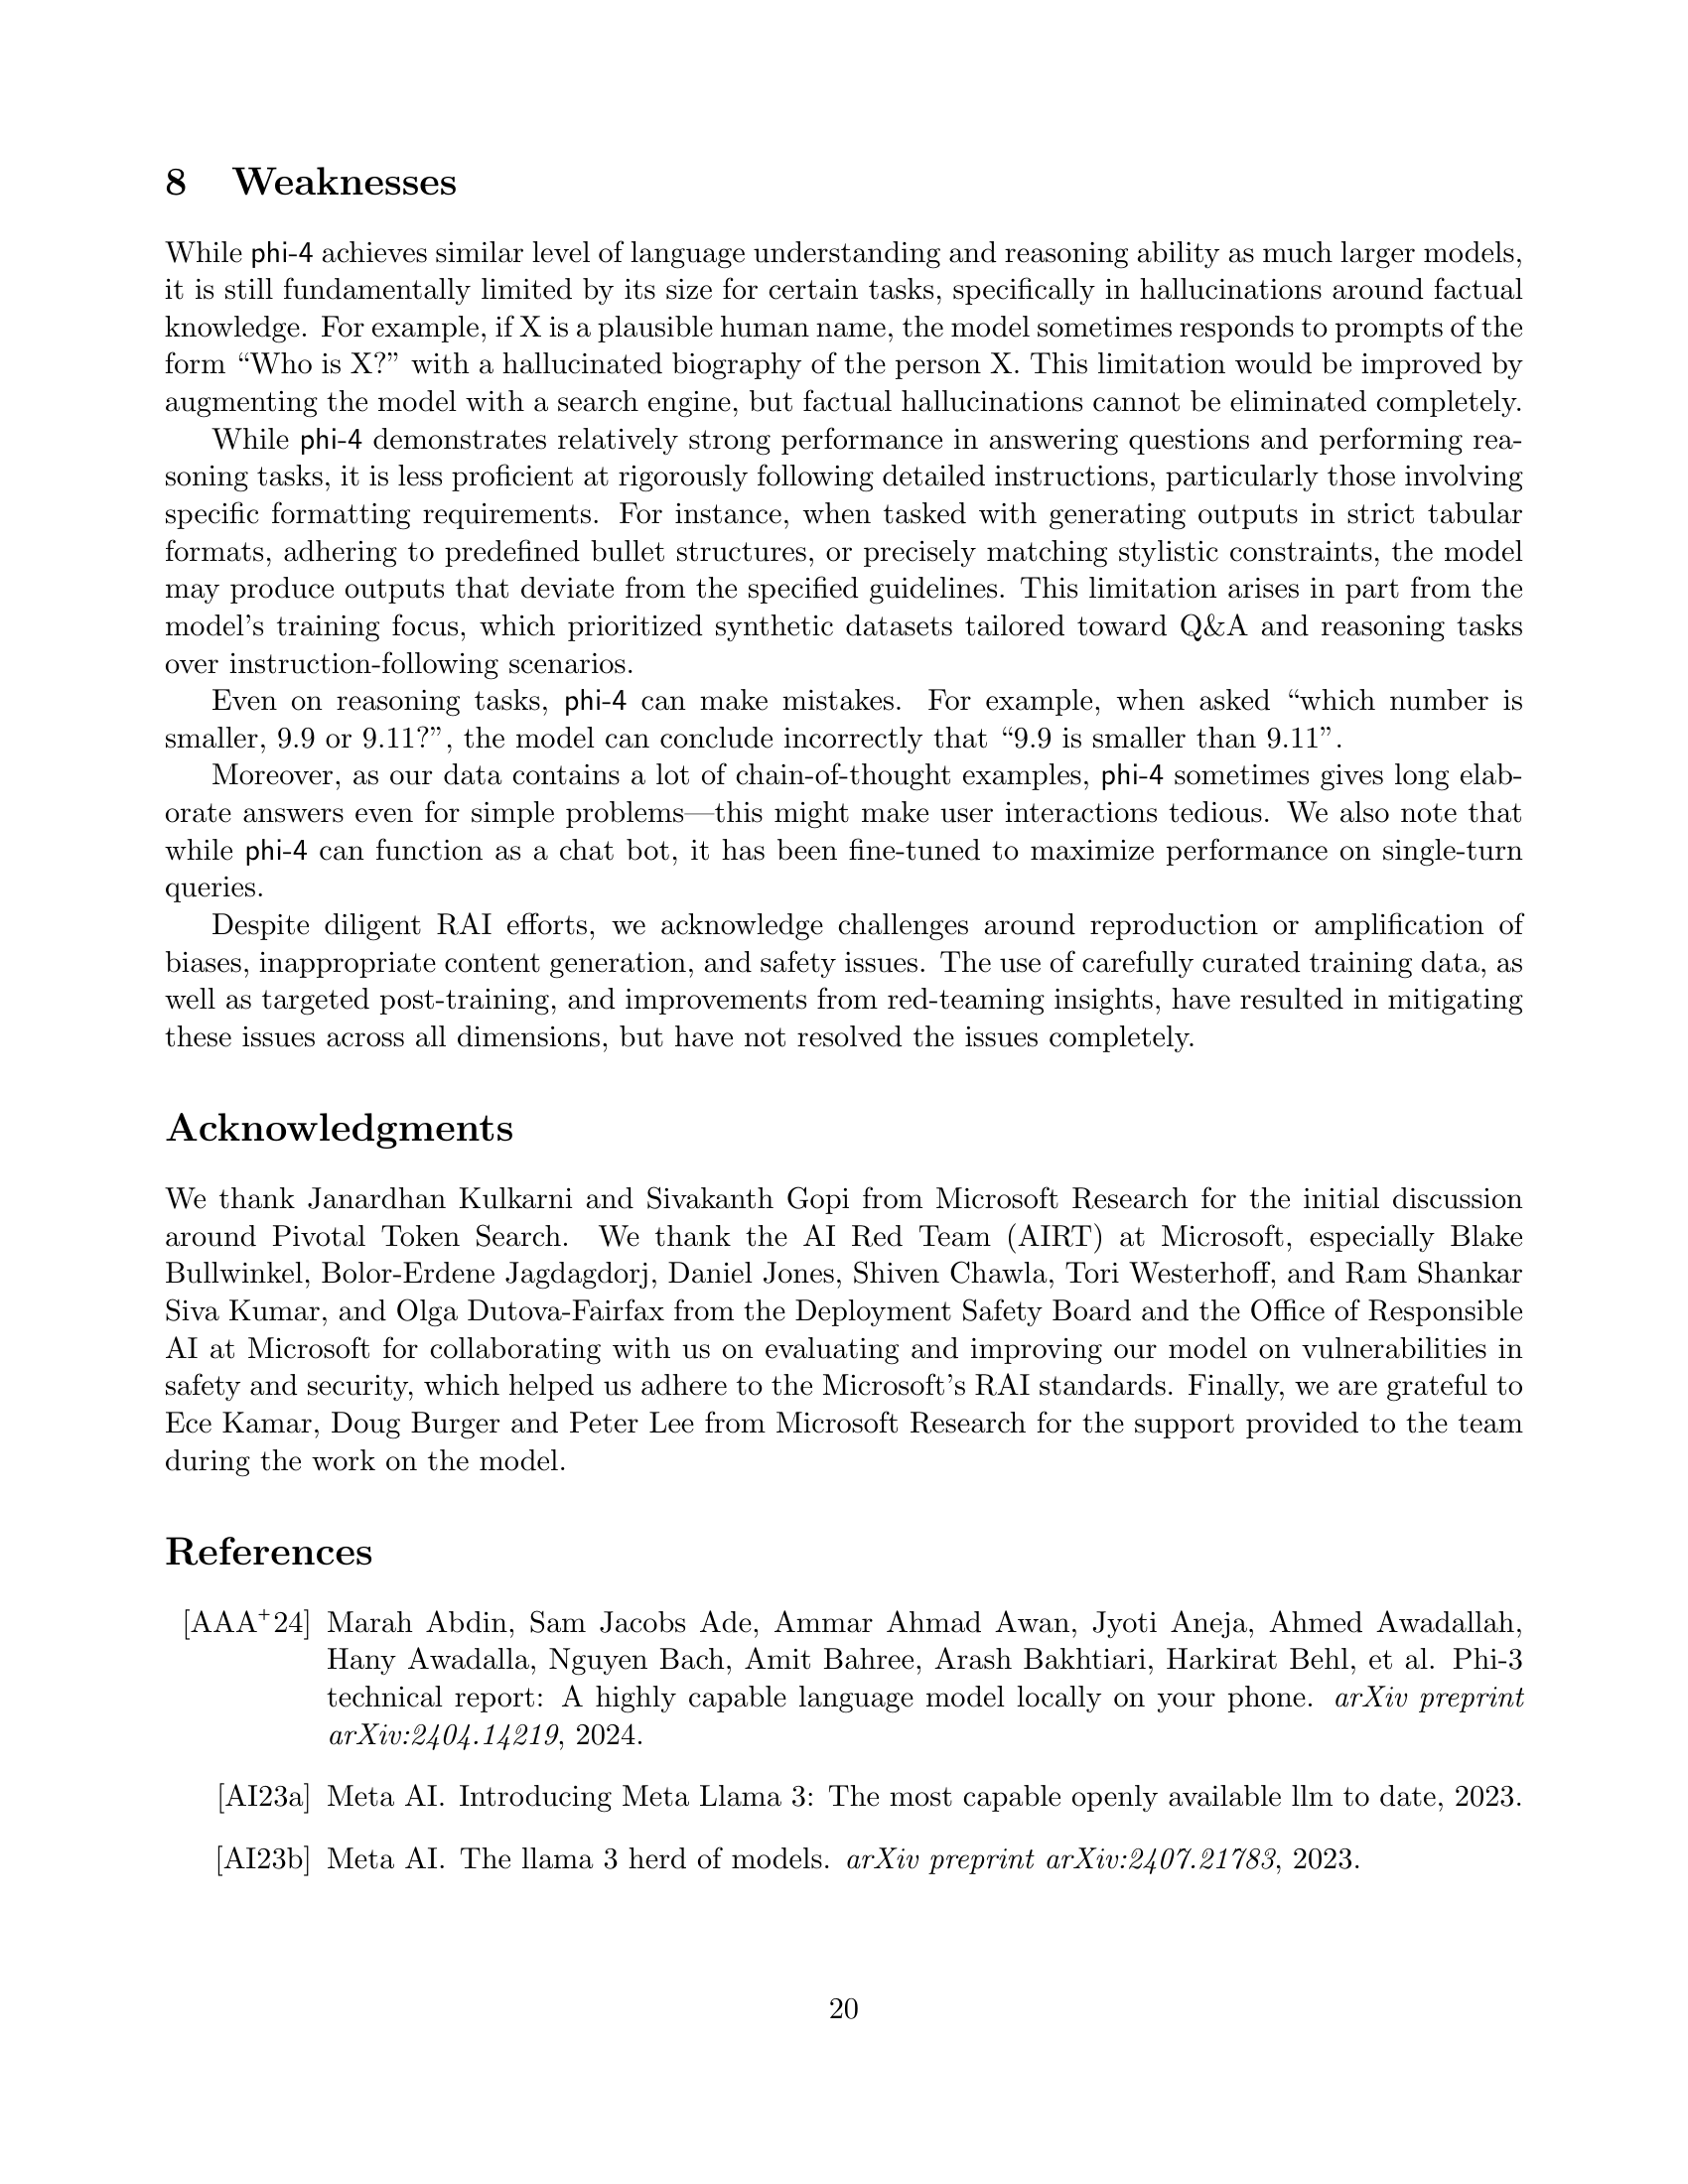 8 Weaknesses
While phi-4 achieves similar level of language understanding and reasoning ability as much larger models,
it is still fundamentally limited by its size for certain tasks, specifically in hallucinations around factual
knowledge. For example, if X is a plausible human name, the model sometimes responds to prompts of the
form “Who is X?” with a hallucinated biography of the person X. This limitation would be improved by
augmenting the model with a search engine, but factual hallucinations cannot be eliminated completely.
While phi-4 demonstrates relatively strong performance in answering questions and performing rea-
soning tasks, it is less proficient at rigorously following detailed instructions, particularly those involving
specific formatting requirements. For instance, when tasked with generating outputs in strict tabular
formats, adhering to predefined bullet structures, or precisely matching stylistic constraints, the model
may produce outputs that deviate from the specified guidelines. This limitation arises in part from the
model’s training focus, which prioritized synthetic datasets tailored toward Q&A and reasoning tasks
over instruction-following scenarios.
Even on reasoning tasks, phi-4 can make mistakes. For example, when asked “which number is
smaller, 9.9 or 9.11?”, the model can conclude incorrectly that “9.9 is smaller than 9.11”.
Moreover, as our data contains a lot of chain-of-thought examples, phi-4 sometimes gives long elab-
orate answers even for simple problems—this might make user interactions tedious. We also note that
while phi-4 can function as a chat bot, it has been fine-tuned to maximize performance on single-turn
queries.
Despite diligent RAI efforts, we acknowledge challenges around reproduction or amplification of
biases, inappropriate content generation, and safety issues. The use of carefully curated training data, as
well as targeted post-training, and improvements from red-teaming insights, have resulted in mitigating
these issues across all dimensions, but have not resolved the issues completely.
Acknowledgments
We thank Janardhan Kulkarni and Sivakanth Gopi from Microsoft Research for the initial discussion
around Pivotal Token Search. We thank the AI Red Team (AIRT) at Microsoft, especially Blake
Bullwinkel, Bolor-Erdene Jagdagdorj, Daniel Jones, Shiven Chawla, Tori Westerhoff, and Ram Shankar
Siva Kumar, and Olga Dutova-Fairfax from the Deployment Safety Board and the Office of Responsible
AI at Microsoft for collaborating with us on evaluating and improving our model on vulnerabilities in
safety and security, which helped us adhere to the Microsoft’s RAI standards. Finally, we are grateful to
Ece Kamar, Doug Burger and Peter Lee from Microsoft Research for the support provided to the team
during the work on the model.
References
[AAA+24] Marah Abdin, Sam Jacobs Ade, Ammar Ahmad Awan, Jyoti Aneja, Ahmed Awadallah,
Hany Awadalla, Nguyen Bach, Amit Bahree, Arash Bakhtiari, Harkirat Behl, et al. Phi-3
technical report: A highly capable language model locally on your phone. arXiv preprint
arXiv:2404.14219, 2024.
[AI23a] Meta AI. Introducing Meta Llama 3: The most capable openly available llm to date, 2023.
[AI23b] Meta AI. The llama 3 herd of models. arXiv preprint arXiv:2407.21783, 2023.
20